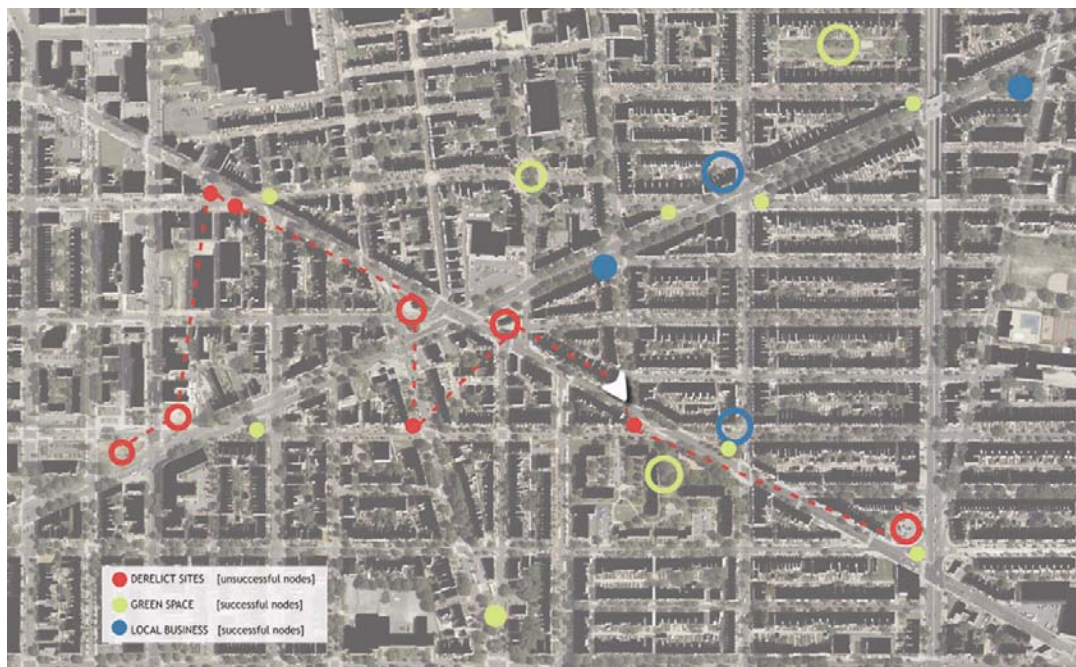 DERELICT SITES [unsuccessful nodes]
GREEN SPACE [successful nodes]
LOCAL BUSINESS [successful nodes]